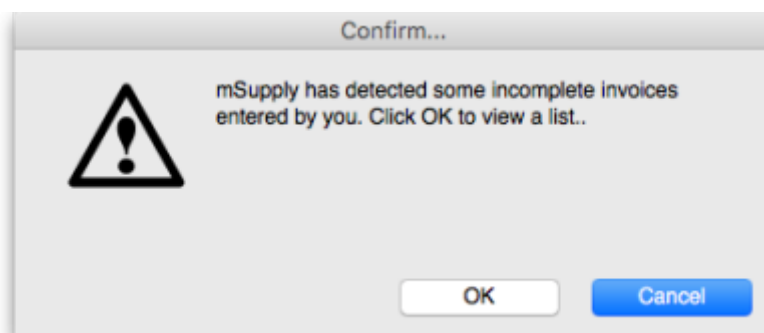 Confirm...
mSupply has detected some incomplete invoices
entered by you. Click OK to view a list..
OK
Cancel